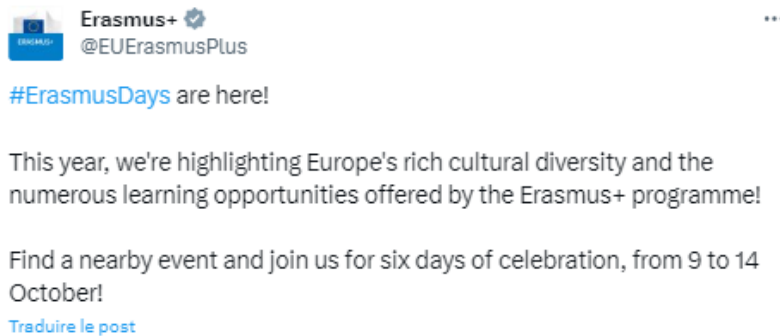 Erasmus+
ERASMUS+
@EUErasmusPlus
#ErasmusDays are here!
This year, we're highlighting Europe's rich cultural diversity and the
numerous learning opportunities offered by the Erasmus+ programme!
Find a nearby event and join us for six days of celebration, from 9 to 14
October!
Traduire le post